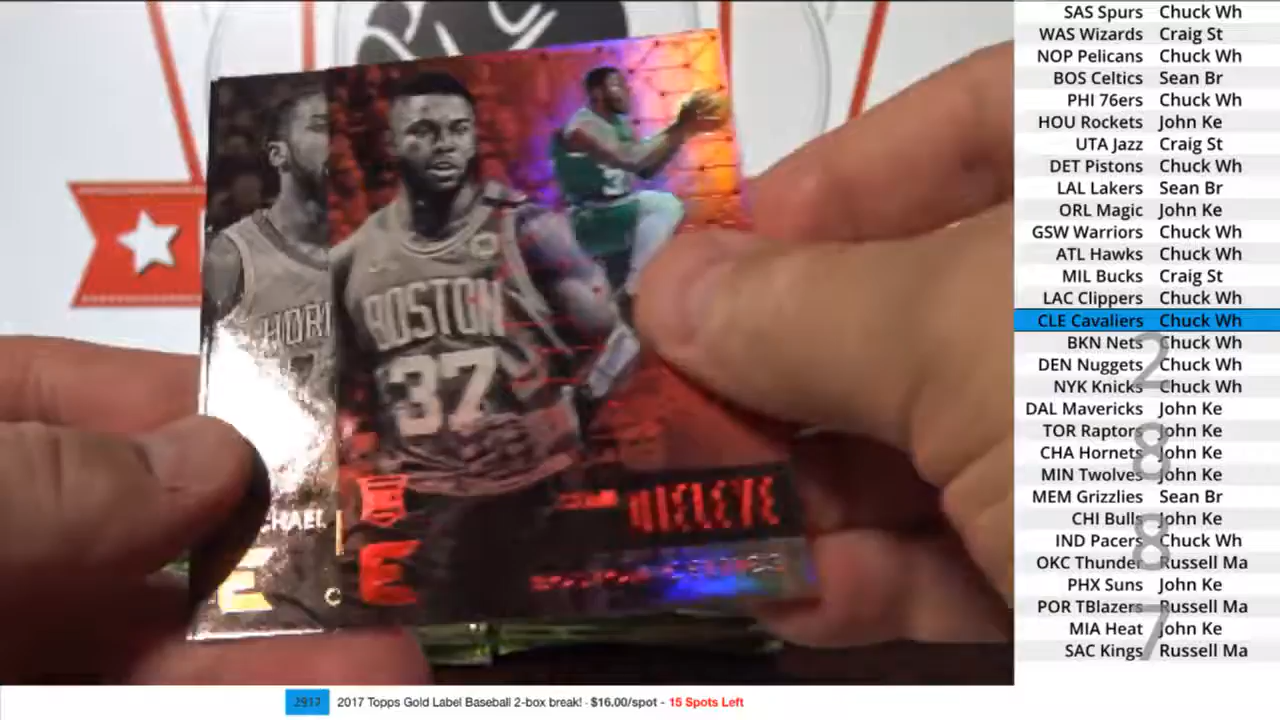 BOSTON
37
HORI
CHAEL
E
E
OJELEYE
SAS Spurs Chuck Wh
WAS Wizards Craig St
NOP Pelicans Chuck Wh
BOS Celtics Sean Br
PHI 76ers Chuck Wh
HOU Rockets John Ke
UTA Jazz Craig St
DET Pistons Chuck Wh
LAL Lakers Sean Br
ORL Magic John Ke
GSW Warriors Chuck Wh
ATL Hawks Chuck Wh
MIL Bucks Craig St
LAC Clippers Chuck Wh
CLE Cavaliers Chuck Wh
BKN Nets Chuck Wh
DEN Nuggets Chuck Wh
NYK Knicks Chuck Wh
DAL Mavericks John Ke
TOR Raptors John Ke
CHA Hornets John Ke
MIN Twolves John Ke
MEM Grizzlies Sean Br
CHI Bulls John Ke
IND Pacers Chuck Wh
OKC Thunder Russell Ma
PHX Suns John Ke
POR TBlazers Russell Ma
MIA Heat John Ke
SAC Kings Russell Ma
2
8
8
7
2017 Topps Gold Label Baseball 2-box break! - $16.00/spot - 15 Spots Left